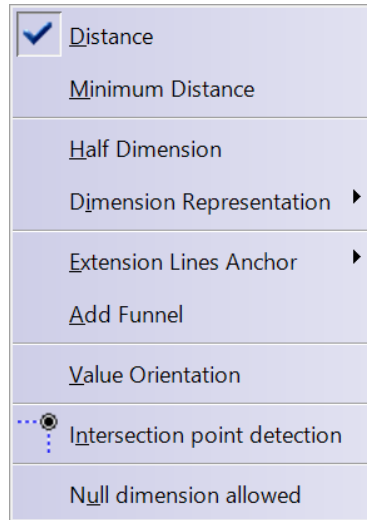 Distance
Minimum Distance
Half Dimension
Dimension Representation
Extension Lines Anchor
Add Funnel
Value Orientation
Intersection point detection
Null dimension allowed